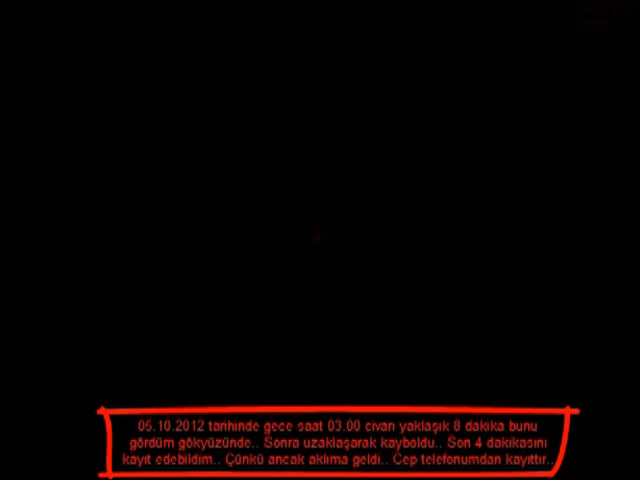 05.10.2012 tarihinde gece saat 03.00 civarı yaklaşık 8 dakika bunu
gördüm gökyüzünde.. Sonra uzaklaşarak kayboldu.. Son 4 dakikasını
kayıt edebildim.. Çünkü ancak aklıma geldi.. Cep telefonumdan kayıttır..